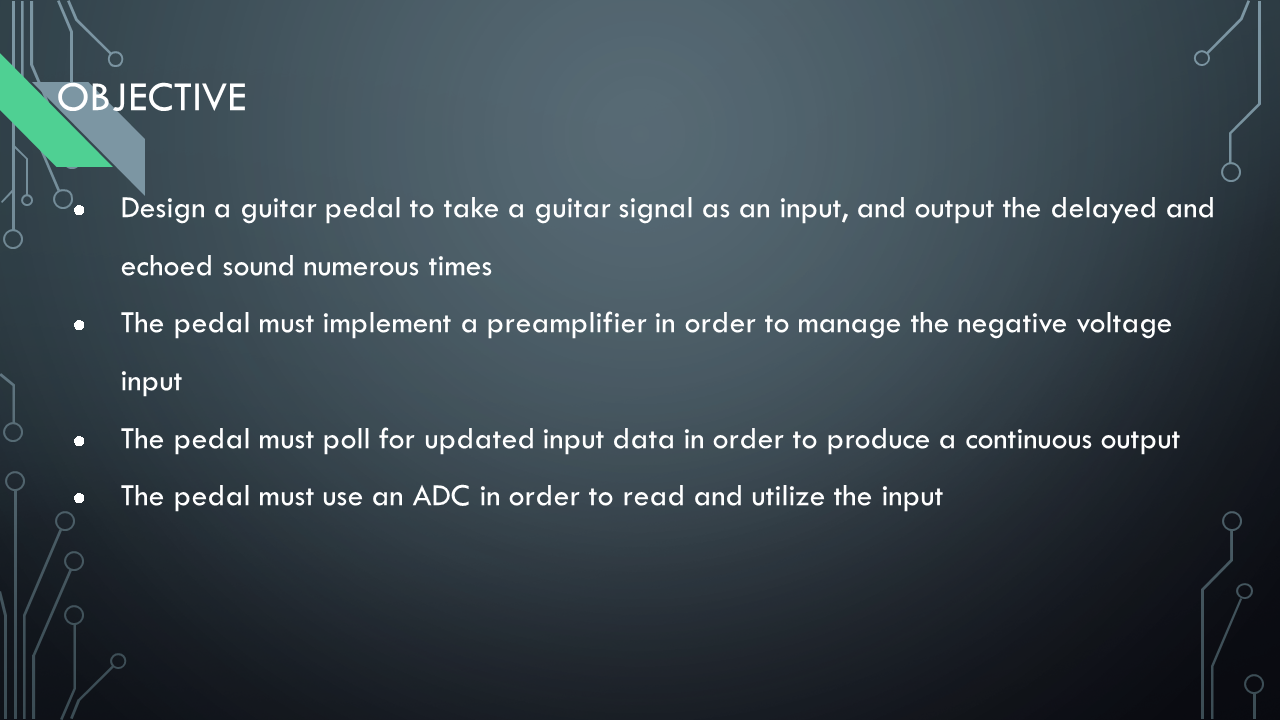 OBJECTIVE
• Design a guitar pedal to take a guitar signal as an input, and output the delayed and
echoed sound numerous times
• The pedal must implement a preamplifier in order to manage the negative voltage
input
• The pedal must poll for updated input data in order to produce a continuous output
• The pedal must use an ADC in order to read and utilize the input